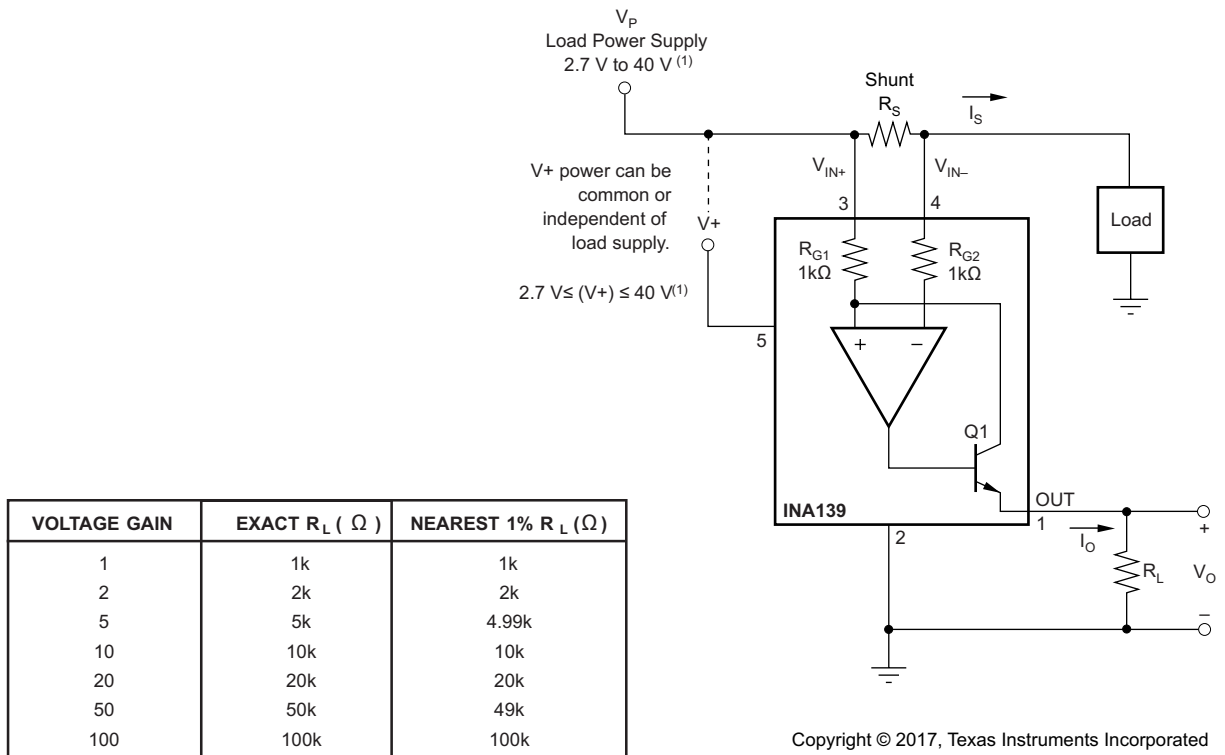 V_P
Load Power Supply
2.7 V to 40 V (1)
Shunt
R_S
I_S
V+ power can be
common or
independent of
load supply.
V+
2.7 V≤ (V+) ≤ 40 V(1)
V_IN+
V_IN–
3
4
Load
R_G1
1kΩ
R_G2
1kΩ
+
–
5
Q1
INA139
OUT
1
2
I_O
R_L
+
V_O
–
VOLTAGE GAIN EXACT R_L ( Ω ) NEAREST 1% R_L (Ω)
1 1k 1k
2 2k 2k
5 5k 4.99k
10 10k 10k
20 20k 20k
50 50k 49k
100 100k 100k
Copyright © 2017, Texas Instruments Incorporated